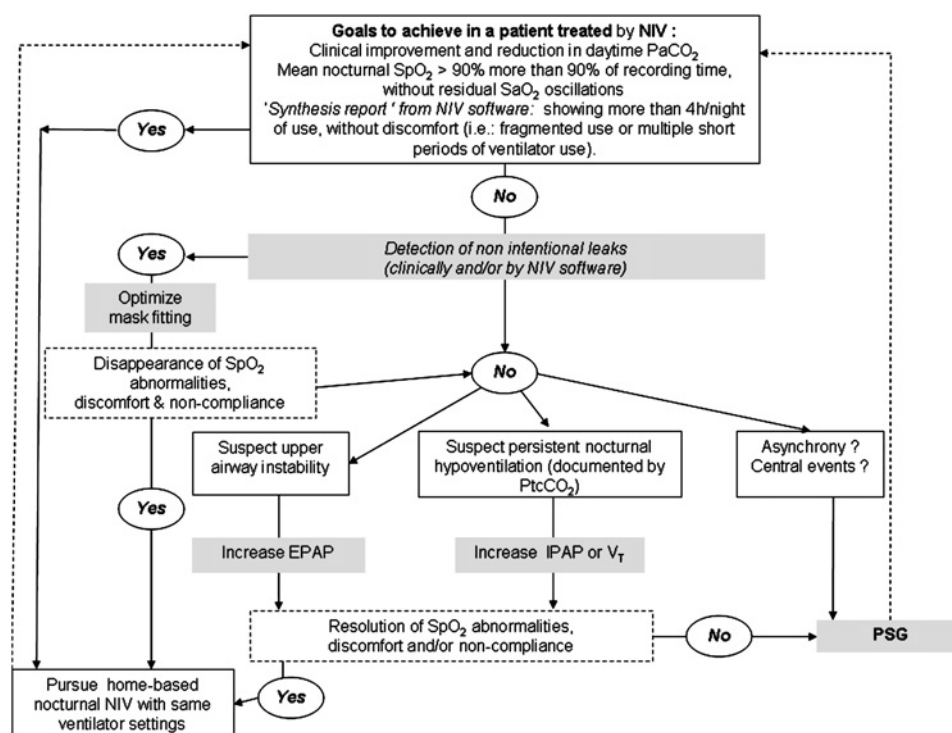 Goals to achieve in a patient treated by NIV :
Clinical improvement and reduction in daytime PaCO₂
Mean nocturnal SpO₂ > 90% more than 90% of recording time,
without residual SaO₂ oscillations
'Synthesis report ' from NIV software: showing more than 4h/night
of use, without discomfort (i.e.: fragmented use or multiple short
periods of ventilator use).
Yes
No
Yes
Detection of non intentional leaks
(clinically and/or by NIV software)
Optimize
mask fitting
Disappearance of SpO₂
abnormalities,
discomfort & non-compliance
No
Suspect upper
airway instability
Suspect persistent nocturnal
hypoventilation (documented by
PtcCO₂)
Asynchrony ?
Central events ?
Yes
Increase EPAP
Increase IPAP or V_T
Resolution of SpO₂ abnormalities,
discomfort and/or non-compliance
No
PSG
Yes
Pursue home-based
nocturnal NIV with same
ventilator settings